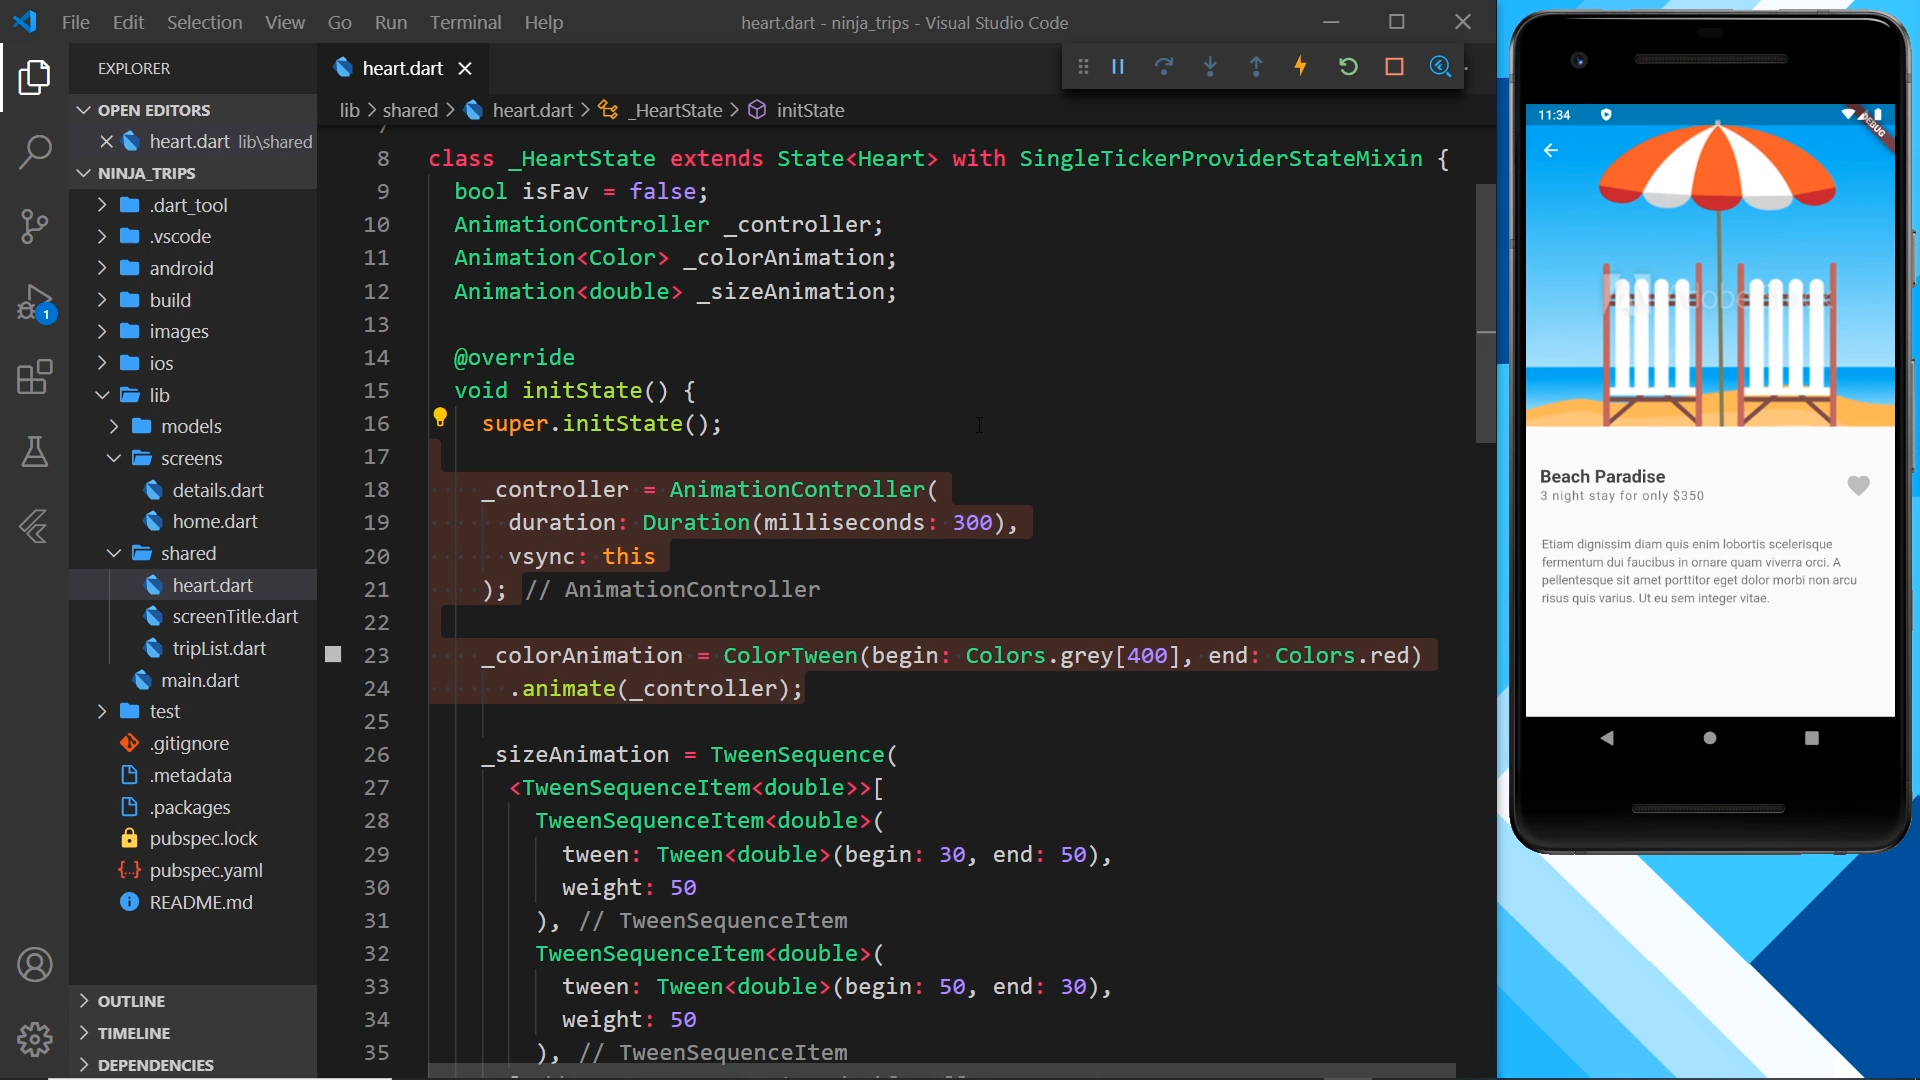 File Edit Selection View Go Run Terminal Help
heart.dart - ninja_trips - Visual Studio Code
EXPLORER
OPEN EDITORS
heart.dart lib\shared
NINJA_TRIPS
.dart_tool
.vscode
android
build
images
ios
lib
models
screens
details.dart
home.dart
shared
heart.dart
screenTitle.dart
tripList.dart
main.dart
test
.gitignore
.metadata
.packages
pubspec.lock
pubspec.yaml
README.md
OUTLINE
TIMELINE
DEPENDENCIES
1
heart.dart
lib > shared > heart.dart > _HeartState > initState
7
8 class _HeartState extends State<Heart> with SingleTickerProviderStateMixin {
9 bool isFav = false;
10 AnimationController _controller;
11 Animation<Color> _colorAnimation;
12 Animation<double> _sizeAnimation;
13
14 @override
15 void initState() {
16 super.initState();
17
18 _controller = AnimationController(
19 duration: Duration(milliseconds: 300),
20 vsync: this
21 ); // AnimationController
22
23 _colorAnimation = ColorTween(begin: Colors.grey[400], end: Colors.red)
24 .animate(_controller);
25
26 _sizeAnimation = TweenSequence(
27 <TweenSequenceItem<double>>[
28 TweenSequenceItem<double>(
29 tween: Tween<double>(begin: 30, end: 50),
30 weight: 50
31 ), // TweenSequenceItem
32 TweenSequenceItem<double>(
33 tween: Tween<double>(begin: 50, end: 30),
34 weight: 50
35 ), // TweenSequenceItem
11:34
DEBUG
Beach Paradise
3 night stay for only $350
Etiam dignissim diam quis enim lobortis scelerisque
fermentum dui faucibus in ornare quam viverra orci. A
pellentesque sit amet porttitor eget dolor morbi non arcu
risus quis varius. Ut eu sem integer vitae.